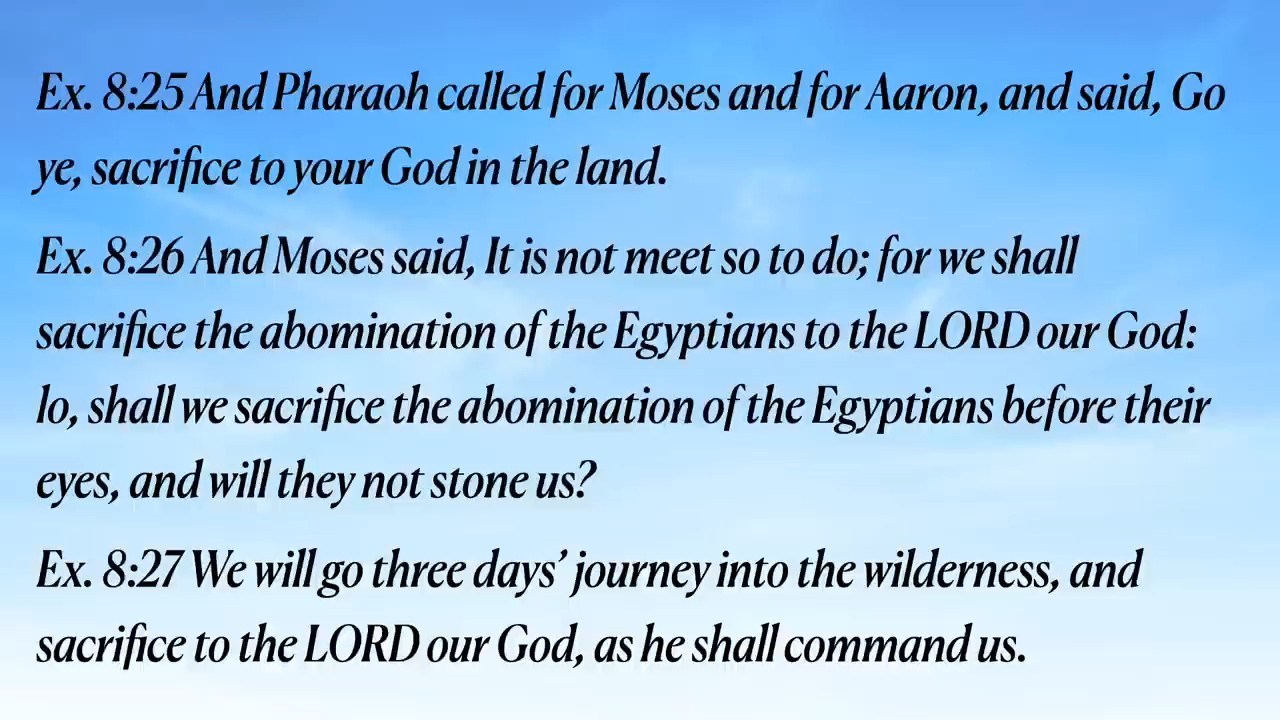 Ex. 8:25 And Pharaoh called for Moses and for Aaron, and said, Go
ye, sacrifice to your God in the land.
Ex. 8:26 And Moses said, It is not meet so to do; for we shall
sacrifice the abomination of the Egyptians to the LORD our God:
lo, shall we sacrifice the abomination of the Egyptians before their
eyes, and will they not stone us?
Ex. 8:27 We will go three days’ journey into the wilderness, and
sacrifice to the LORD our God, as he shall command us.